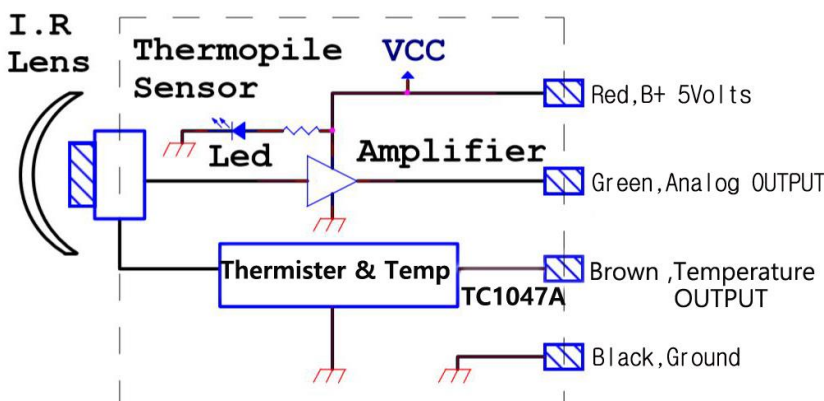 I.R
Lens
Thermopile
Sensor
VCC
Red,B+ 5Volts
Led
Amplifier
Green,Analog OUTPUT
Thermister & Temp
TC1047A
Brown ,Temperature
OUTPUT
Black,Ground